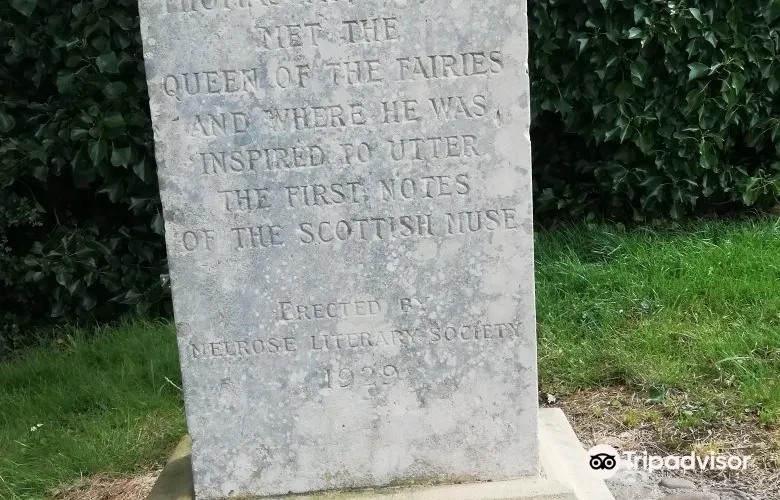 THOMAS
MET THE
QUEEN OF THE FAIRIES
AND WHERE HE WAS
INSPIRED TO UTTER
THE FIRST NOTES
OF THE SCOTTISH MUSE
ERECTED BY
MELROSE LITERARY SOCIETY
1929
Tripadvisor